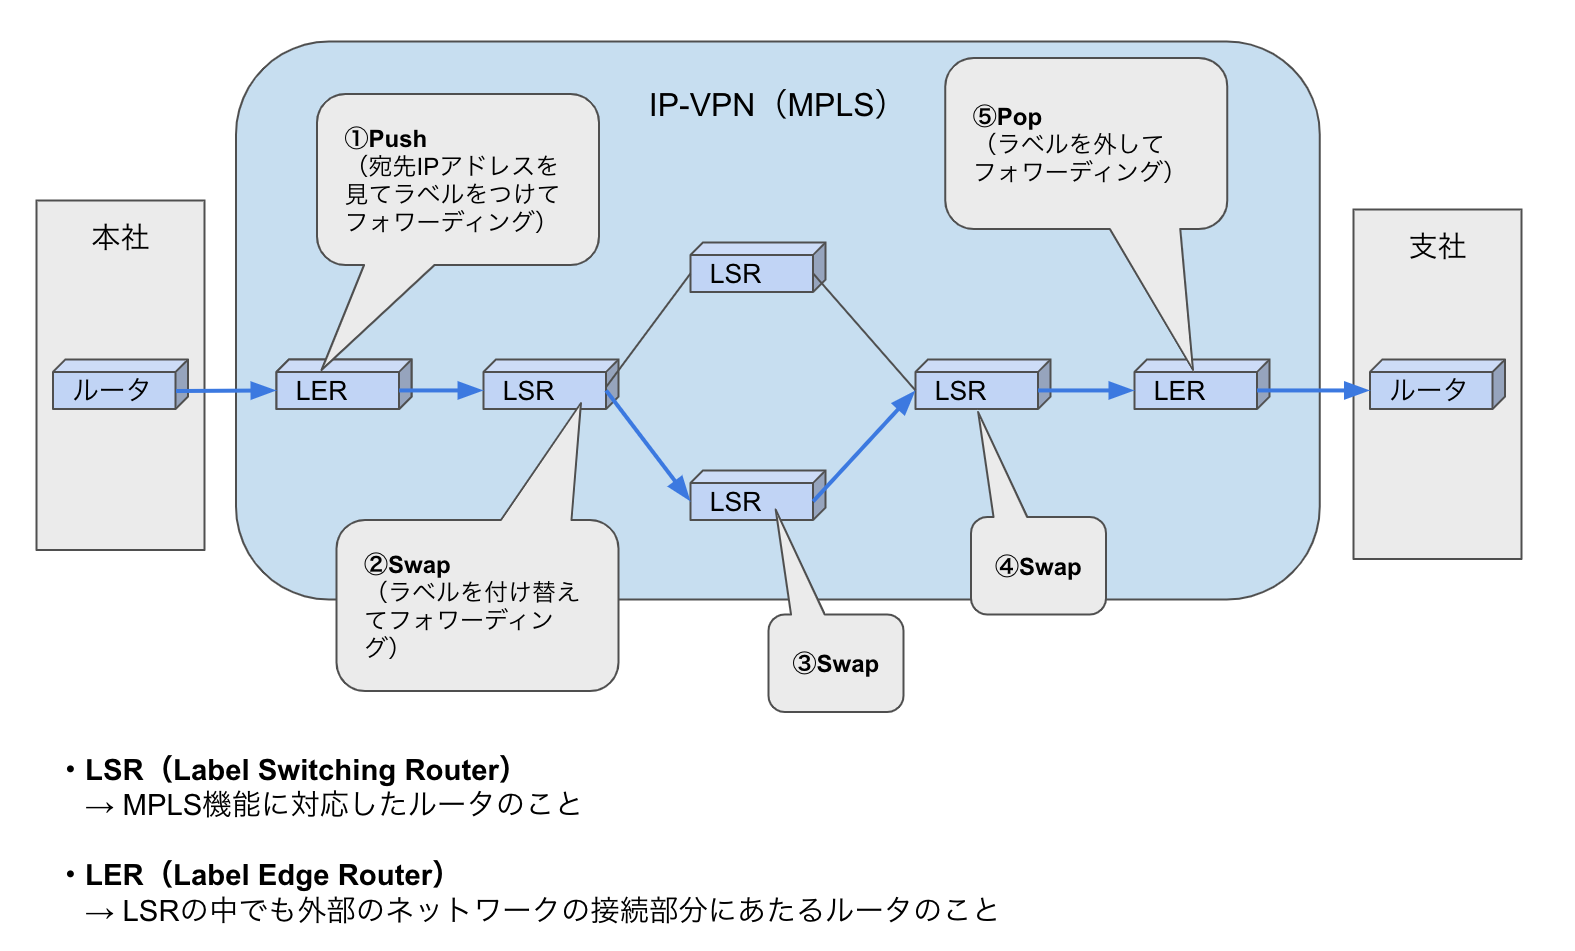 IP-VPN（MPLS）
①Push
（宛先IPアドレスを
見てラベルをつけて
フォワーディング）
⑤Pop
（ラベルを外して
フォワーディング）
本社
支社
LSR
ルータ
LER
LSR
LSR
LER
ルータ
LSR
②Swap
（ラベルを付け替え
てフォワーディン
グ）
④Swap
③Swap
・LSR（Label Switching Router）
→ MPLS機能に対応したルータのこと
・LER（Label Edge Router）
→ LSRの中でも外部のネットワークの接続部分にあたるルータのこと